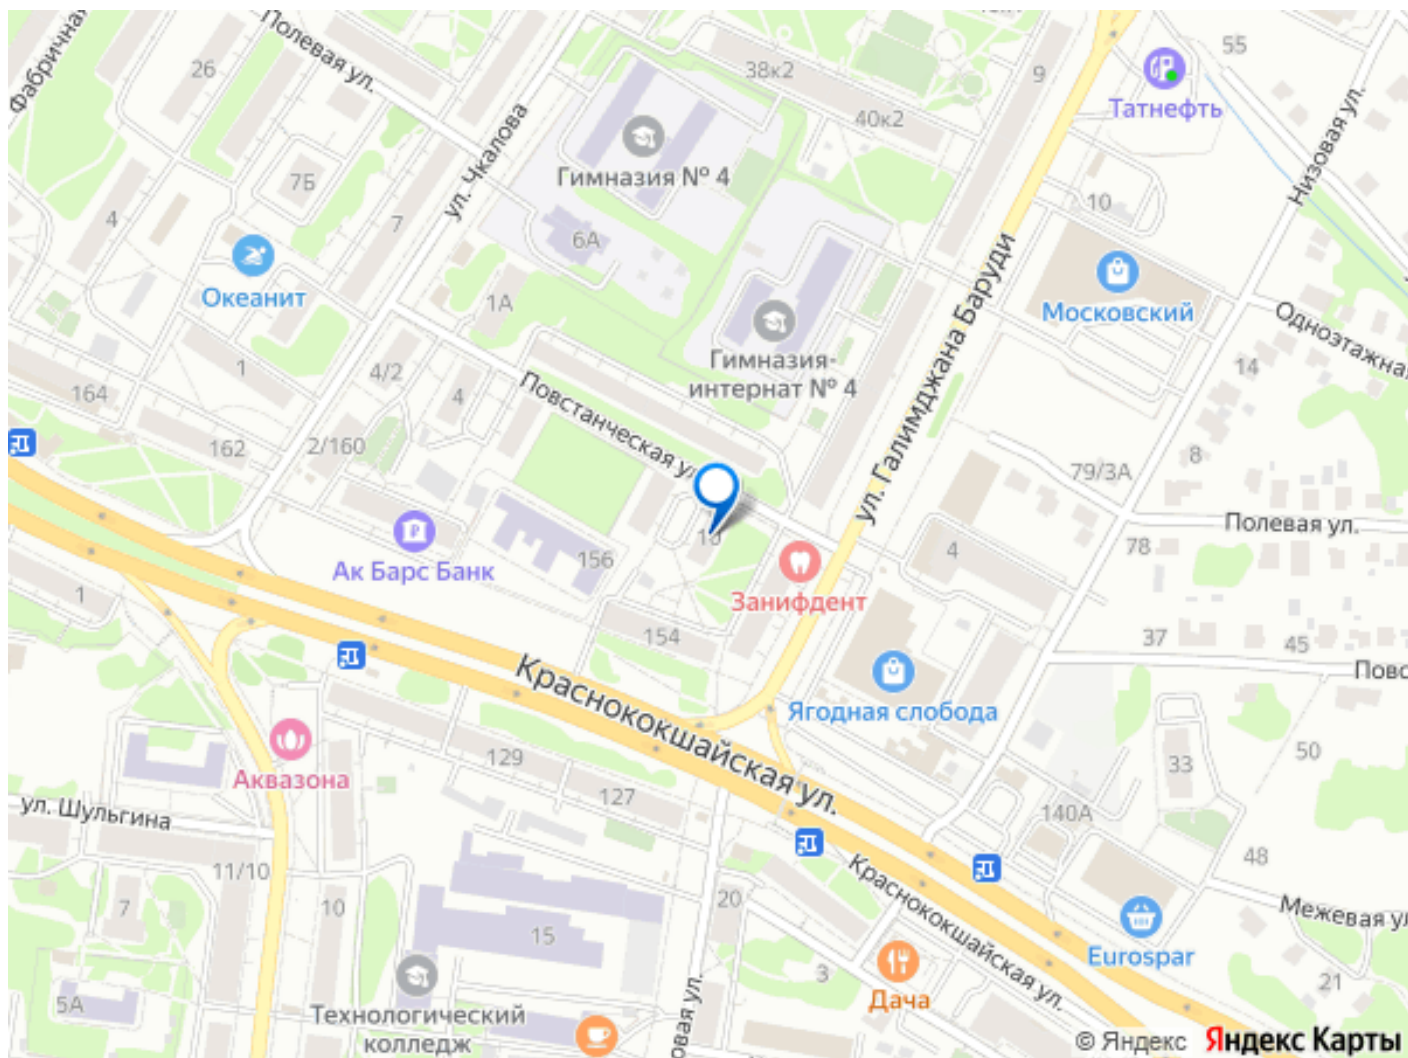 55
Полевая ул.
Фабричная
26
38к2
9
Татнефть
40к2
Низовая ул.
ул. Чкалова
Гимназия № 4
7Б
10
4
7
6А
Океанит
1А
Московский
ул. Галимджана Баруди
Одноэтажная
Гимназия-
интернат № 4
1
4/2
14
164
4
Повстанческая ул.
162
2/160
8
79/3А
Полевая ул.
78
Ак Барс Банк
156
4
1
Занифдент
154
37
45
Повс
Краснококшайская ул.
Ягодная слобода
50
Аквазона
129
33
127
ул. Шульгина
140А
11/10
48
Краснококшайская ул.
7
10
20
Межевая ул
15
Eurospar
3
21
5А
Дача
Технологический
колледж
овая ул.
© Яндекс Яндекс Карты